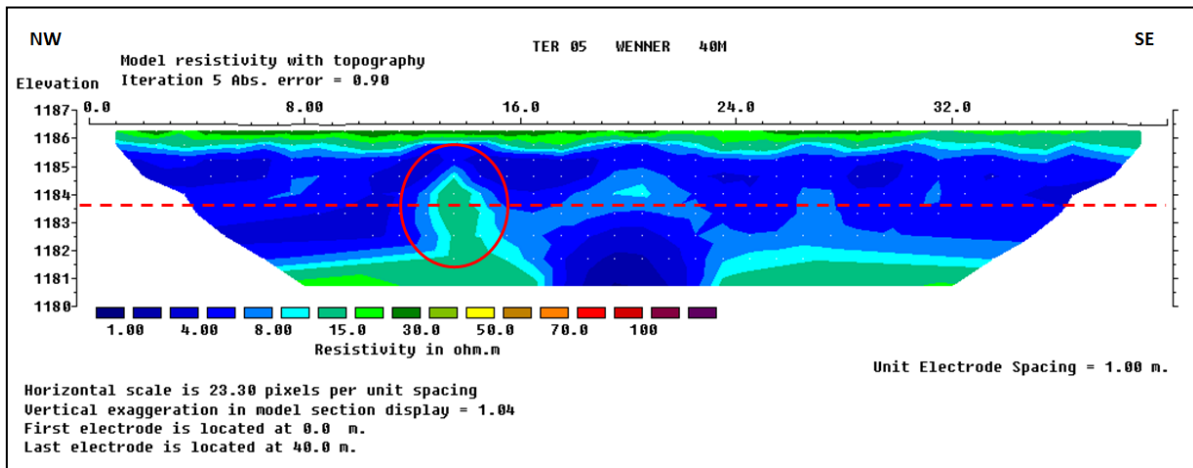 NW
SE
TER 05 WENNER 40M
Model resistivity with topography
Iteration 5 Abs. error = 0.90
Elevation
0.0 8.00 16.0 24.0 32.0
1187
1186
1185
1184
1183
1182
1181
1180
1.00 4.00 8.00 15.0 30.0 50.0 70.0 100
Resistivity in ohm.m
Unit Electrode Spacing = 1.00 m.
Horizontal scale is 23.30 pixels per unit spacing
Vertical exaggeration in model section display = 1.04
First electrode is located at 0.0 m.
Last electrode is located at 40.0 m.